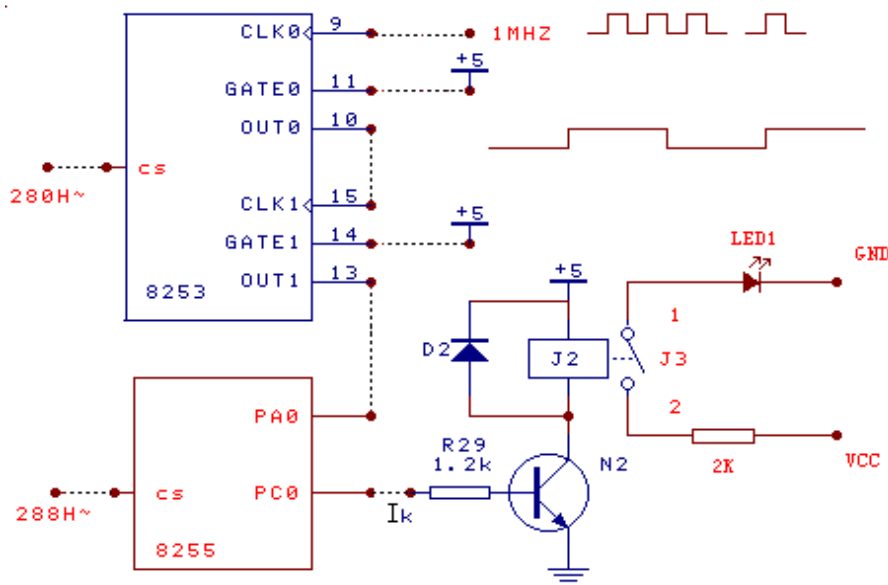 CLK0 9 1MHZ
+5
GATE0 11
OUT0 10
cs
280H~
CLK1 15
+5
GATE1 14
LED1
GND
OUT1 13
+5
8253
1
D2 J2 J3
PA0
2
R29
1.2k
N2
2K
VCC
cs PC0
288H~
Ik
8255